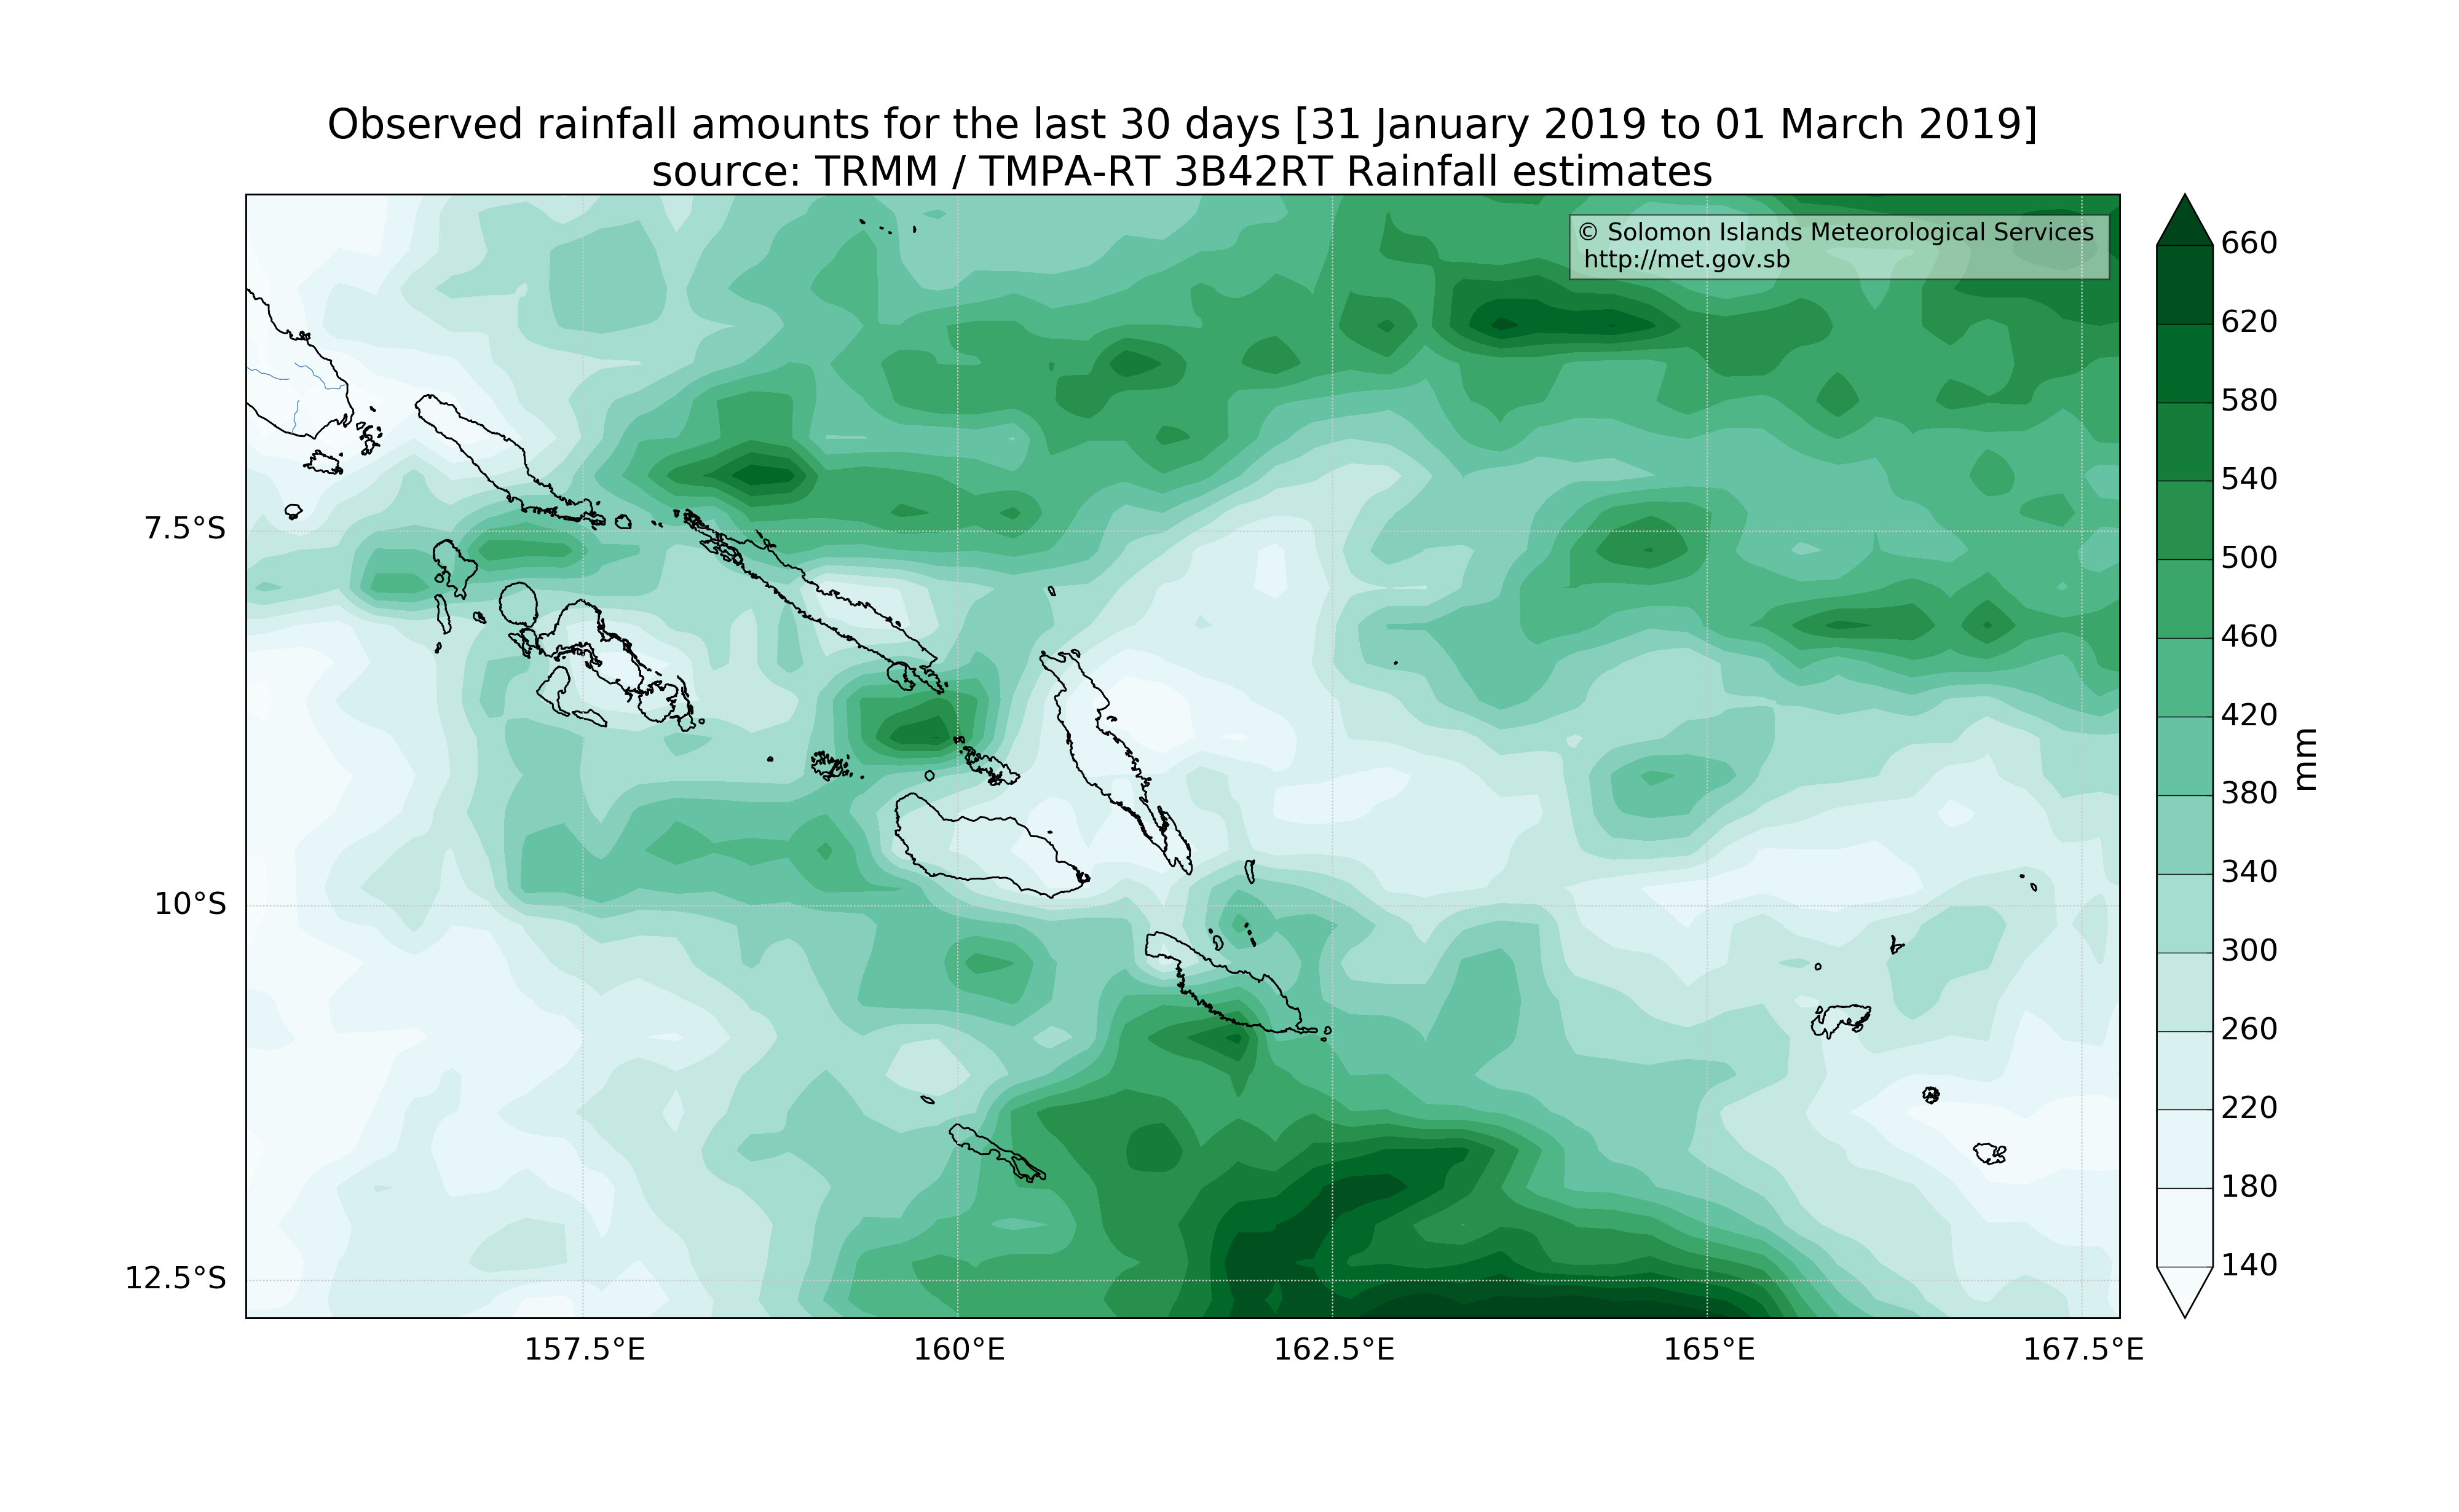 Observed rainfall amounts for the last 30 days [31 January 2019 to 01 March 2019]
source: TRMM / TMPA-RT 3B42RT Rainfall estimates
© Solomon Islands Meteorological Services
http://met.gov.sb
7.5°S
10°S
12.5°S
157.5°E
160°E
162.5°E
165°E
167.5°E
660
620
580
540
500
460
420
380
340
300
260
220
180
140
mm